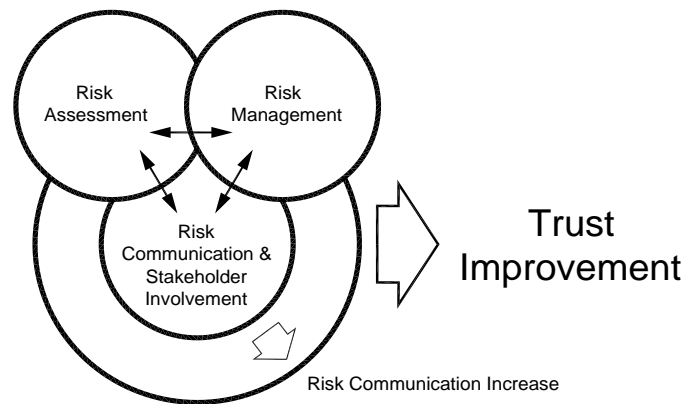 Risk
Assessment
Risk
Management
Risk
Communication &
Stakeholder
Involvement
Trust
Improvement
Risk Communication Increase